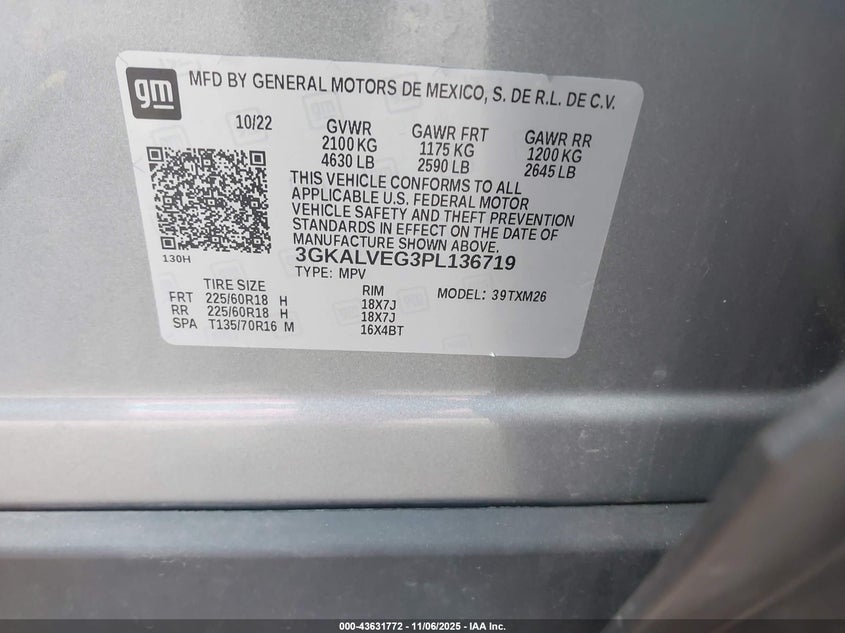 gm
MFD BY GENERAL MOTORS DE MEXICO, S. DE R.L. DE C.V.
10/22 GVWR GAWR FRT GAWR RR
2100 KG 1175 KG 1200 KG
4630 LB 2590 LB 2645 LB
THIS VEHICLE CONFORMS TO ALL
APPLICABLE U.S. FEDERAL MOTOR
VEHICLE SAFETY AND THEFT PREVENTION
STANDARDS IN EFFECT ON THE DATE OF
MANUFACTURE SHOWN ABOVE.
130H
3GKALVEG3PL136719
TYPE: MPV
TIRE SIZE RIM MODEL: 39TXM26
FRT 225/60R18 H 18X7J
RR 225/60R18 H 18X7J
SPA T135/70R16 M 16X4BT
000-43631772 - 11/06/2025 - IAA Inc.